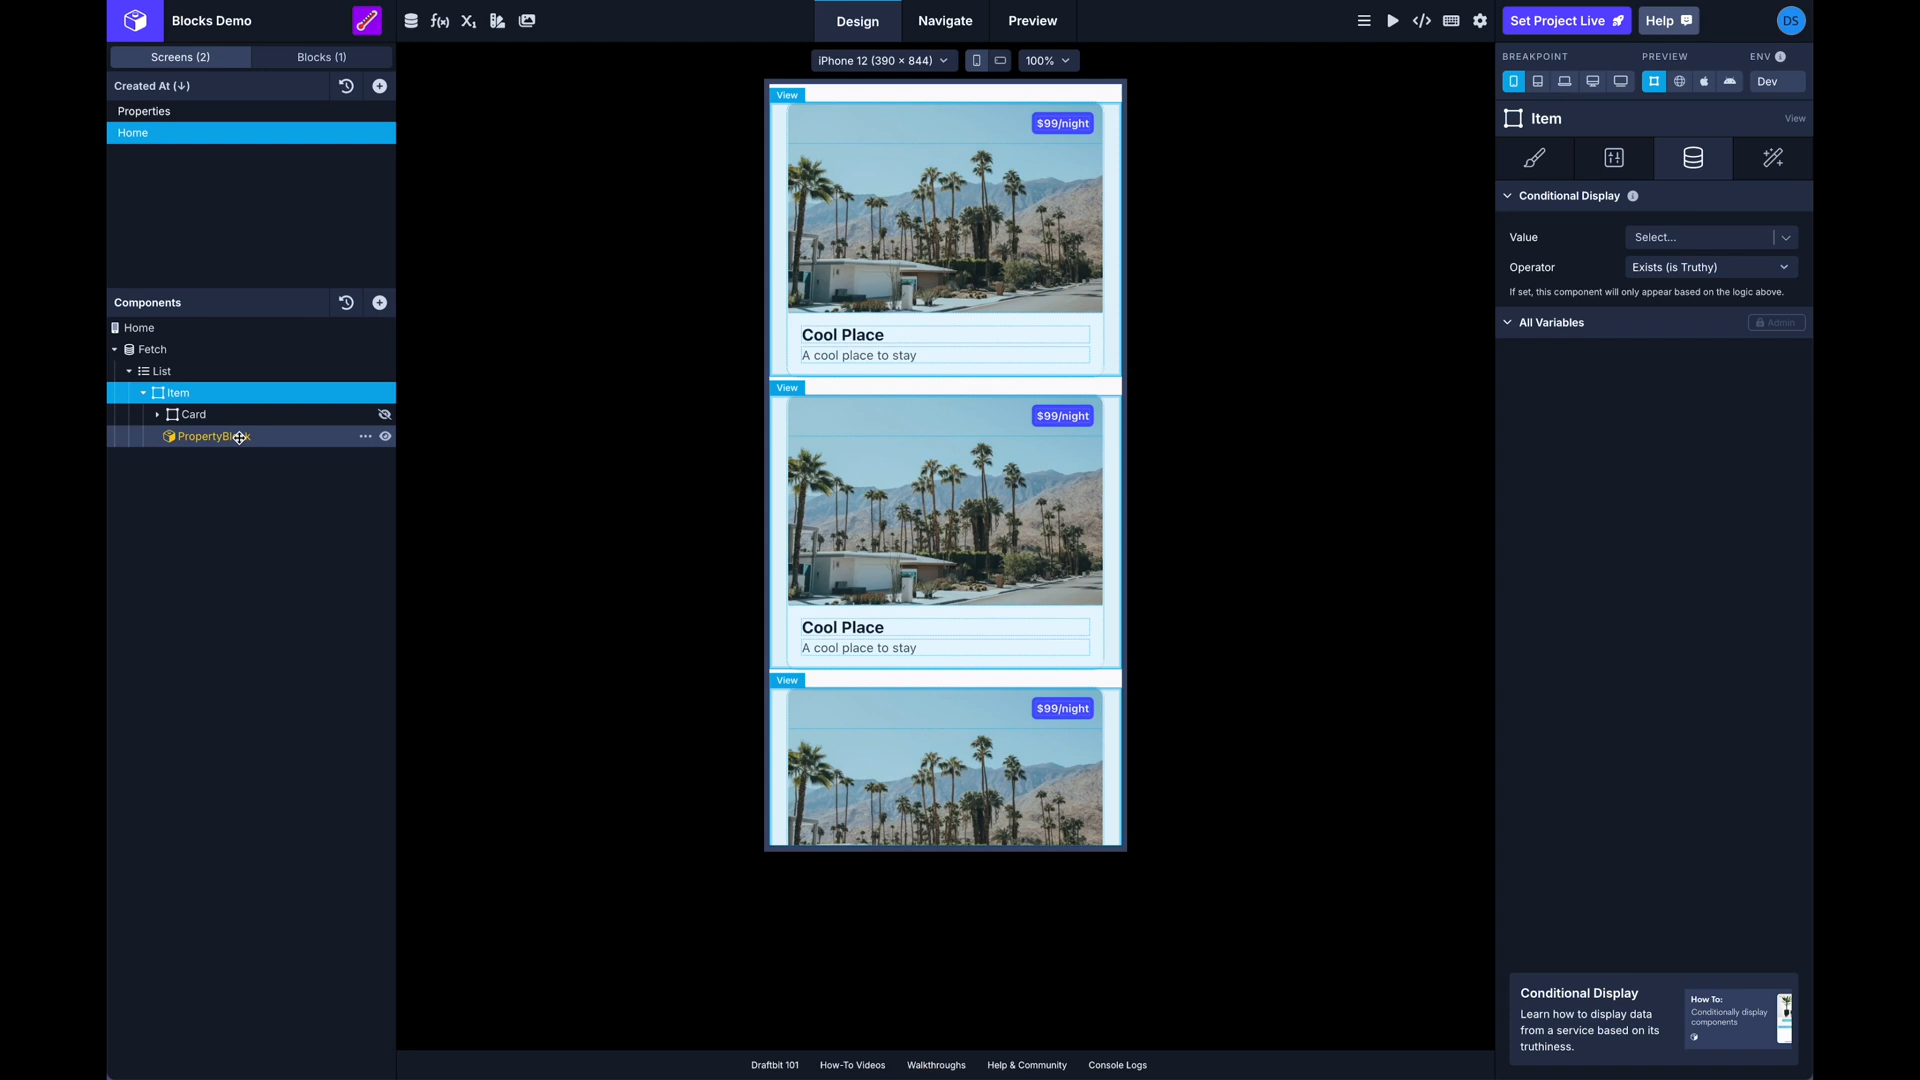 Blocks Demo
f(x)
X₁
Design
Navigate
Preview
Set Project Live
Help
DS
Screens (2)
Blocks (1)
Created At (↓)
Properties
Home
Components
Home
Fetch
List
Item
Card
iPhone 12 (390 × 844)
100%
View
$99/night
Cool Place
A cool place to stay
View
$99/night
Cool Place
A cool place to stay
View
$99/night
BREAKPOINT
PREVIEW
ENV
Dev
Item
View
Conditional Display
Value
Select...
Operator
Exists (is Truthy)
If set, this component will only appear based on the logic above.
All Variables
Admin
Conditional Display
Learn how to display data
from a service based on its
truthiness.
How To:
Conditionally display
components
Draftbit 101
How-To Videos
Walkthroughs
Help & Community
Console Logs